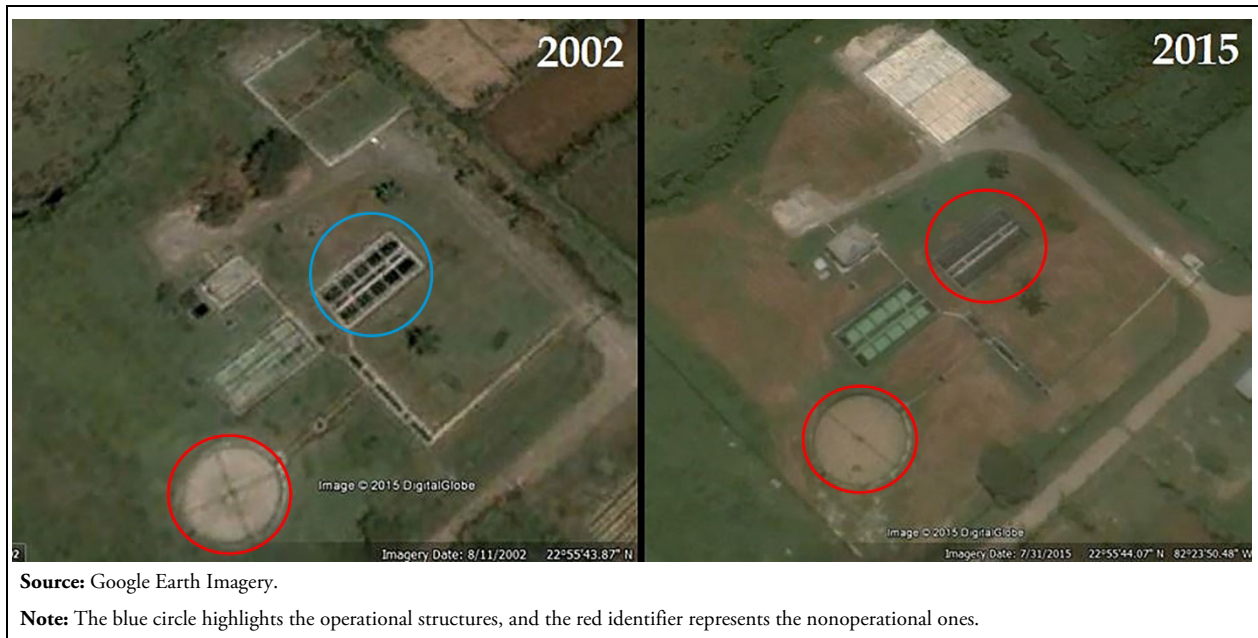 2002
2015
Image © 2015 DigitalGlobe
Image © 2015 DigitalGlobe
2
Imagery Date: 8/11/2002 22°55'43.87" N
Imagery Date: 7/31/2015 22°55'44.07" N 82°23'50.48" W
Source: Google Earth Imagery.
Note: The blue circle highlights the operational structures, and the red identifier represents the nonoperational ones.